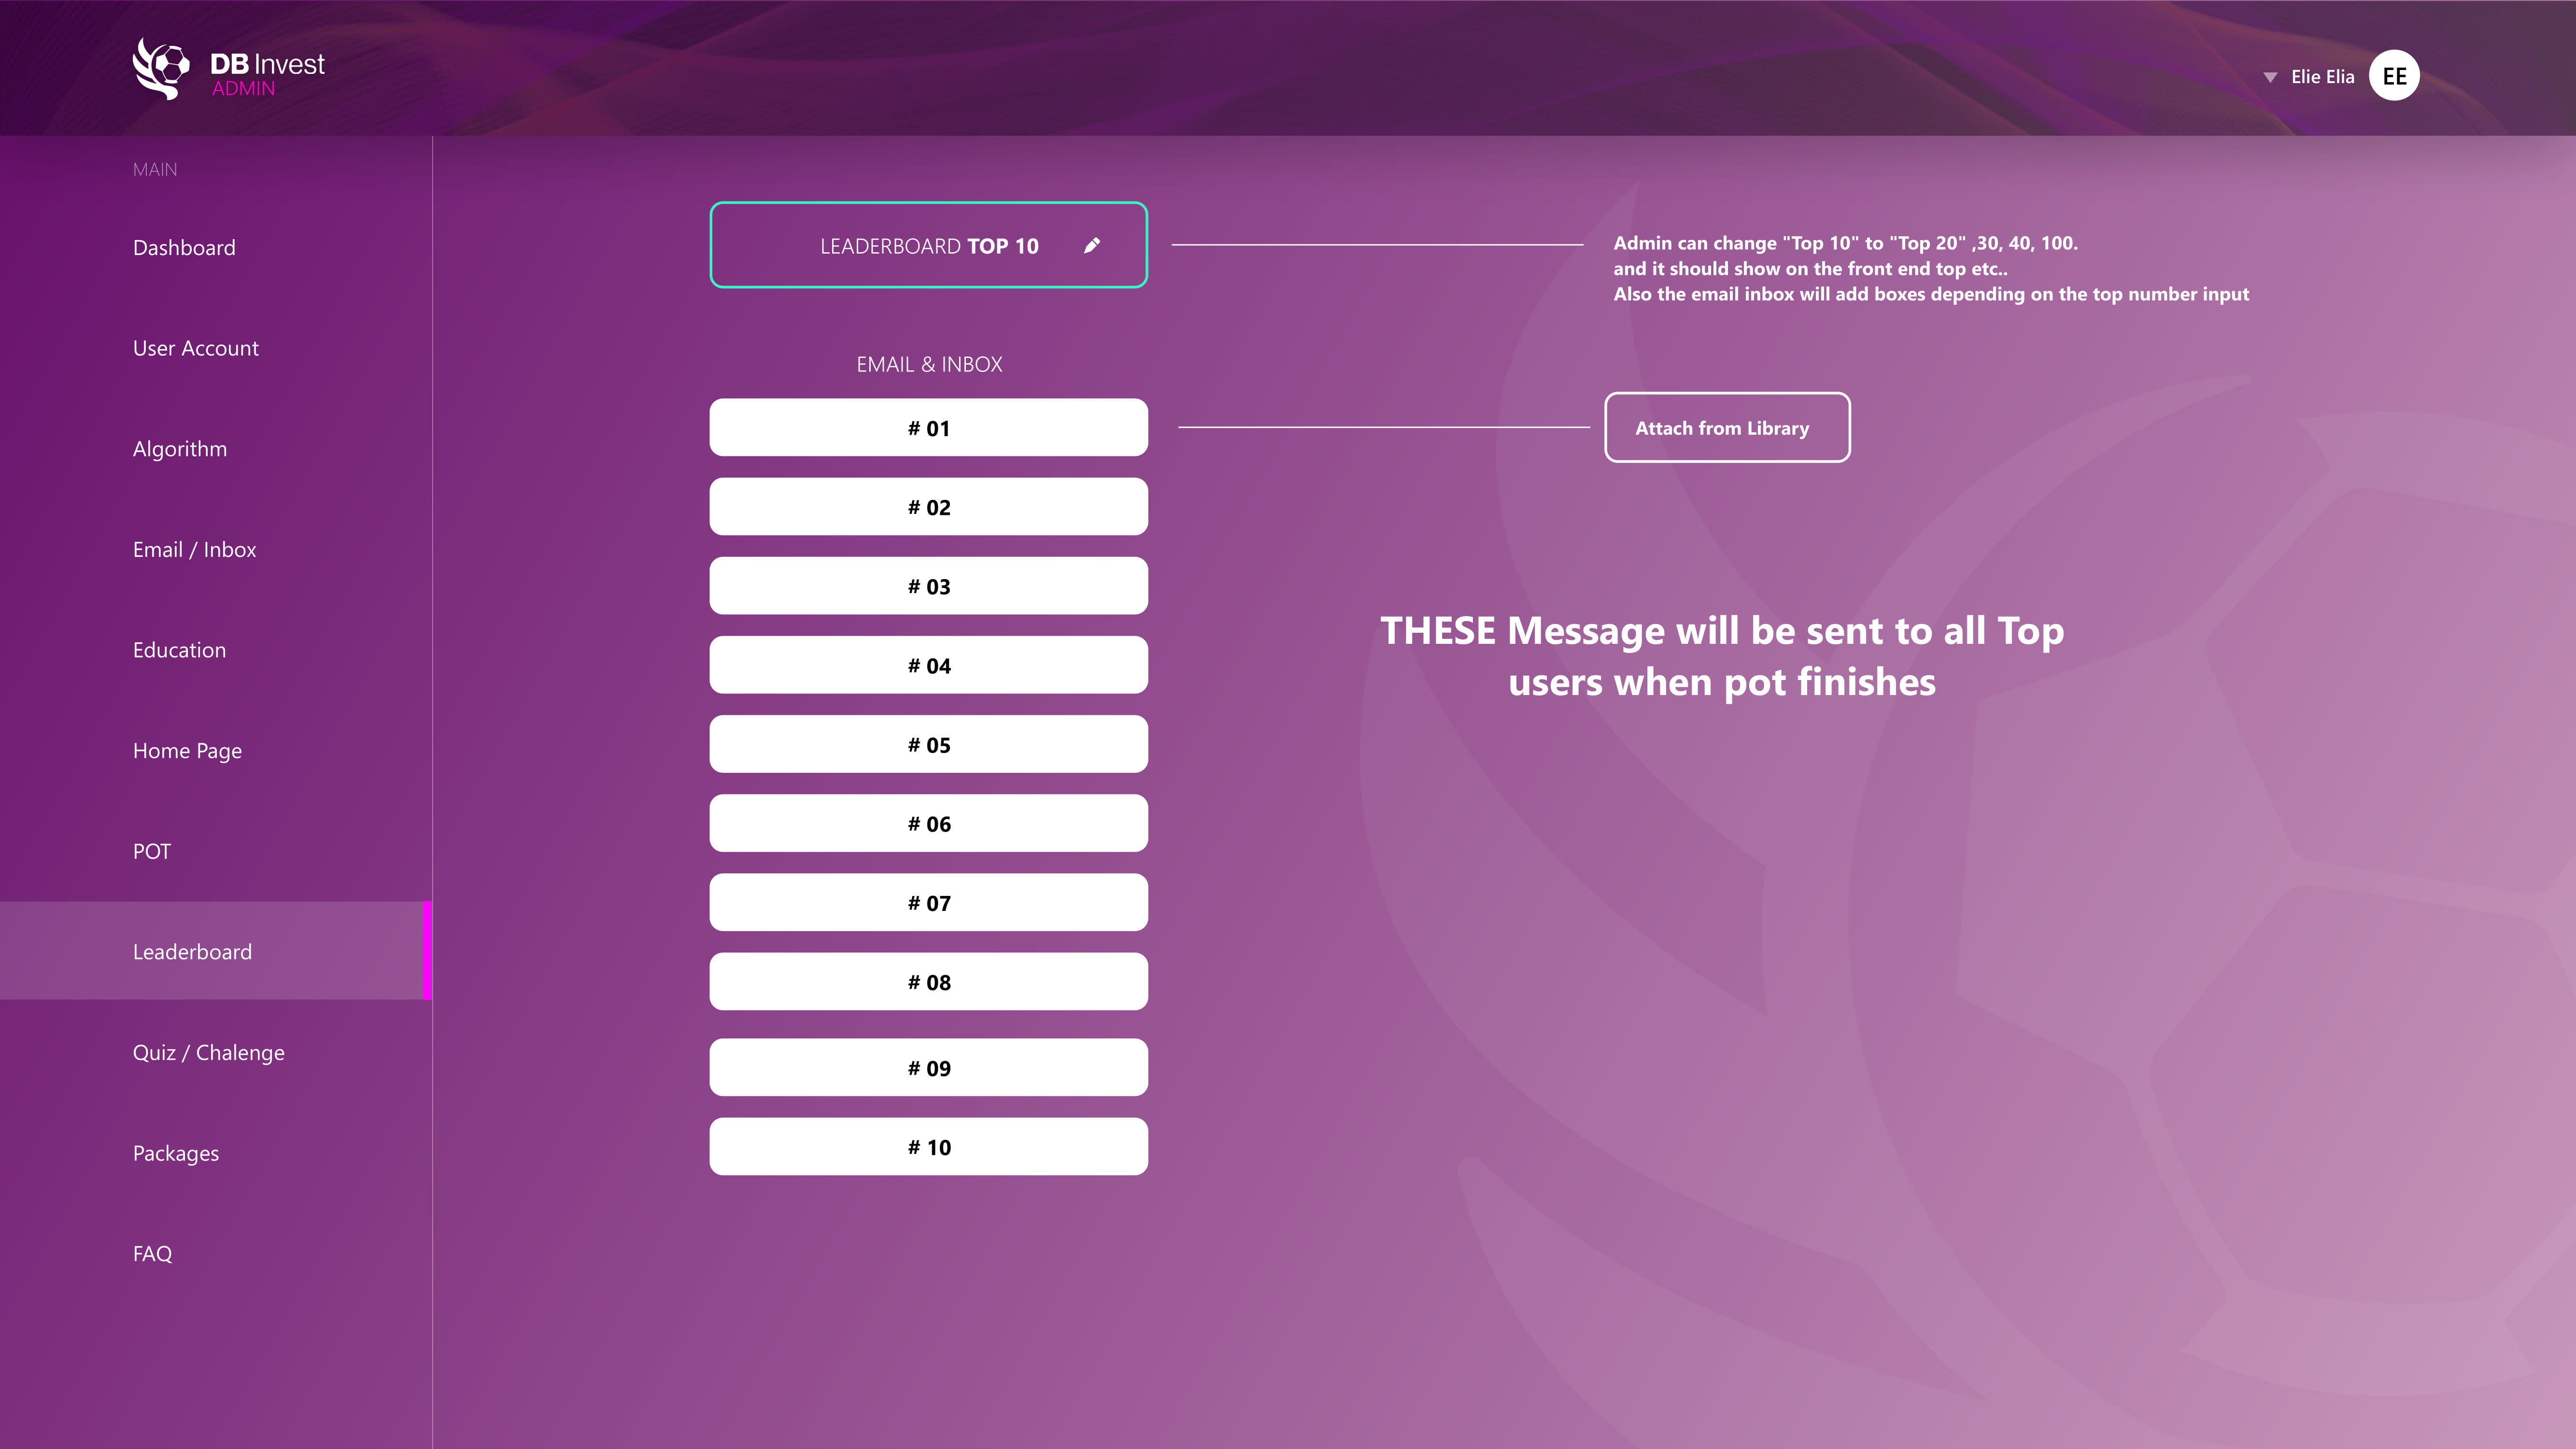 DB Invest
ADMIN
Elie Elia
EE
MAIN
Dashboard
User Account
Algorithm
Email / Inbox
Education
Home Page
POT
Leaderboard
Quiz / Chalenge
Packages
FAQ
LEADERBOARD TOP 10
Admin can change "Top 10" to "Top 20" ,30, 40, 100.
and it should show on the front end top etc..
Also the email inbox will add boxes depending on the top number input
EMAIL & INBOX
# 01
Attach from Library
# 02
# 03
# 04
# 05
# 06
# 07
# 08
# 09
# 10
THESE Message will be sent to all Top
users when pot finishes